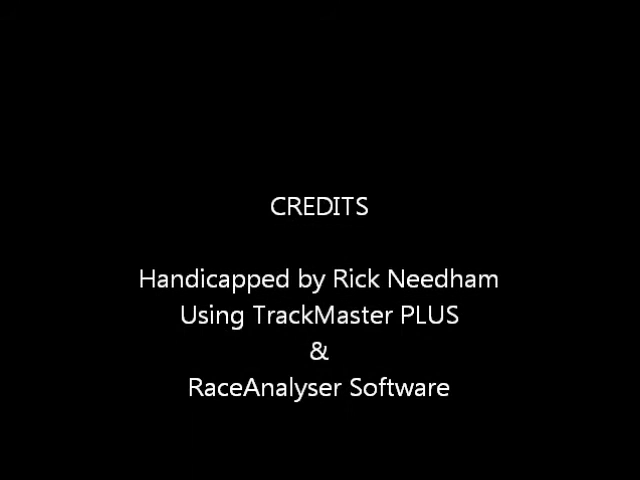 CREDITS
Handicapped by Rick Needham
Using TrackMaster PLUS
&
RaceAnalyser Software